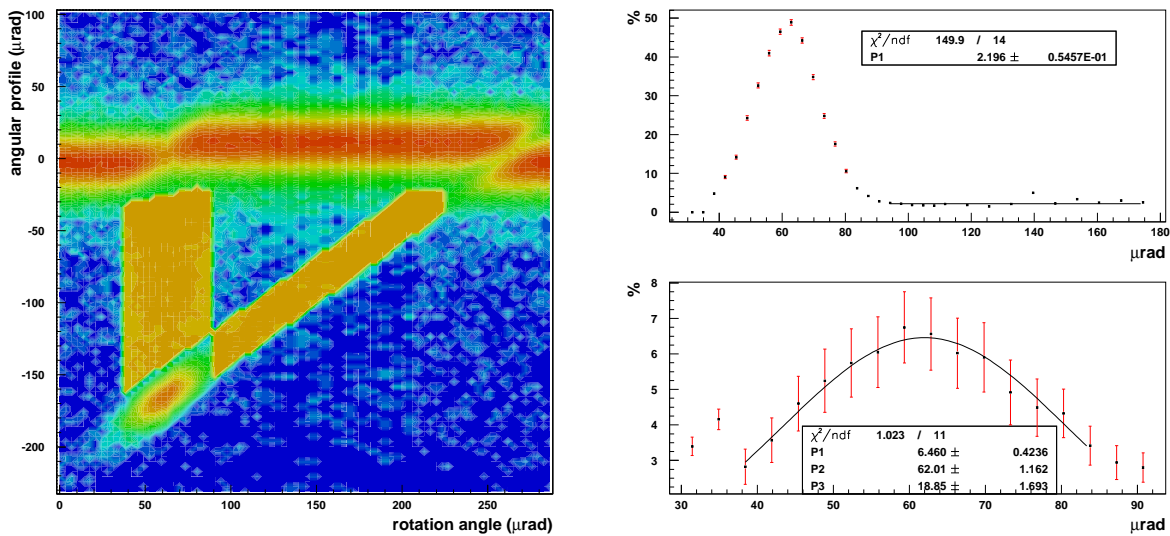 angular profile (μrad)
100
50
0
-50
-100
-150
-200
0 50 100 150 200 250
rotation angle (μrad)
%
50
40
30
20
10
0
χ²/ndf 149.9 / 14
P1 2.196 ± 0.5457E-01
40 60 80 100 120 140 160 180
μrad
%
8
7
6
5
4
3
χ²/ndf 1.023 / 11
P1 6.460 ± 0.4236
P2 62.01 ± 1.162
P3 18.85 ± 1.693
30 40 50 60 70 80 90
μrad